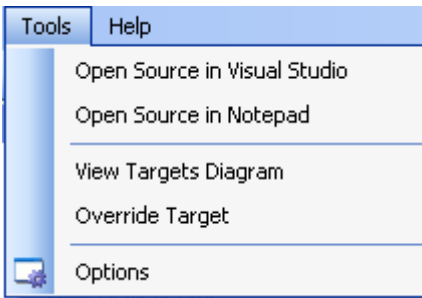 Tools Help
Open Source in Visual Studio
Open Source in Notepad
View Targets Diagram
Override Target
Options